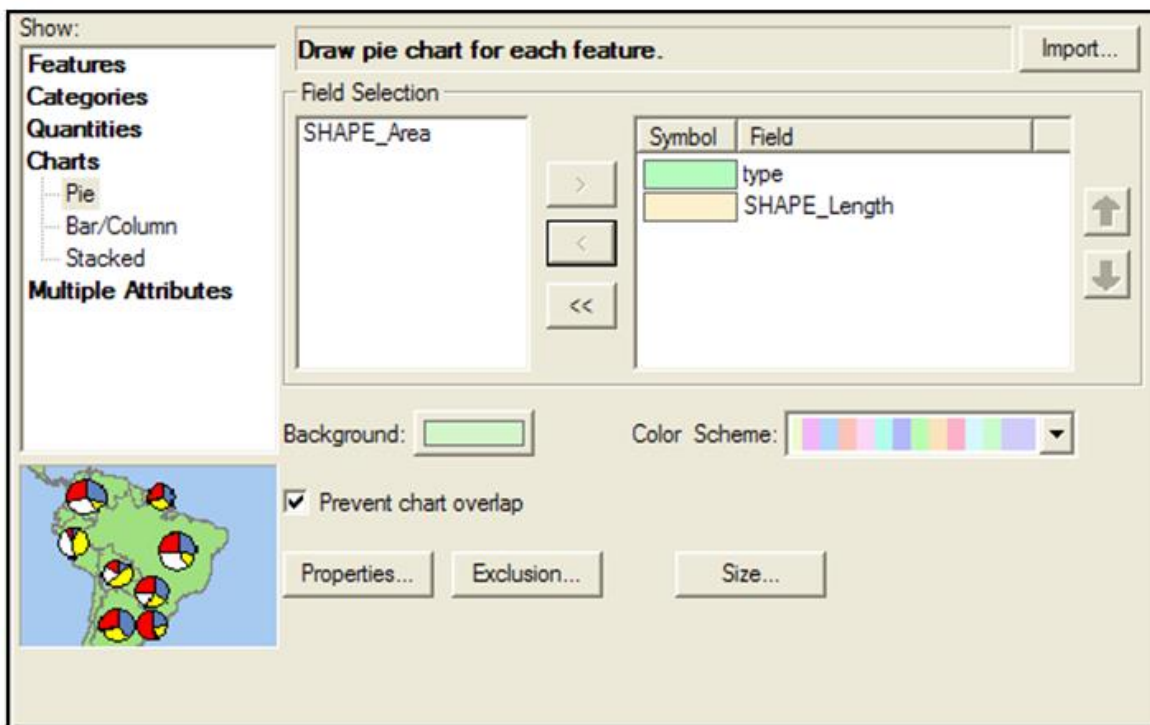 Show:
Features
Categories
Quantities
Charts
Pie
Bar/Column
Stacked
Multiple Attributes
Draw pie chart for each feature.
Import...
Field Selection
SHAPE_Area
>
<
<<
Symbol Field
type
SHAPE_Length
Background:
Color Scheme:
Prevent chart overlap
Properties...
Exclusion...
Size...